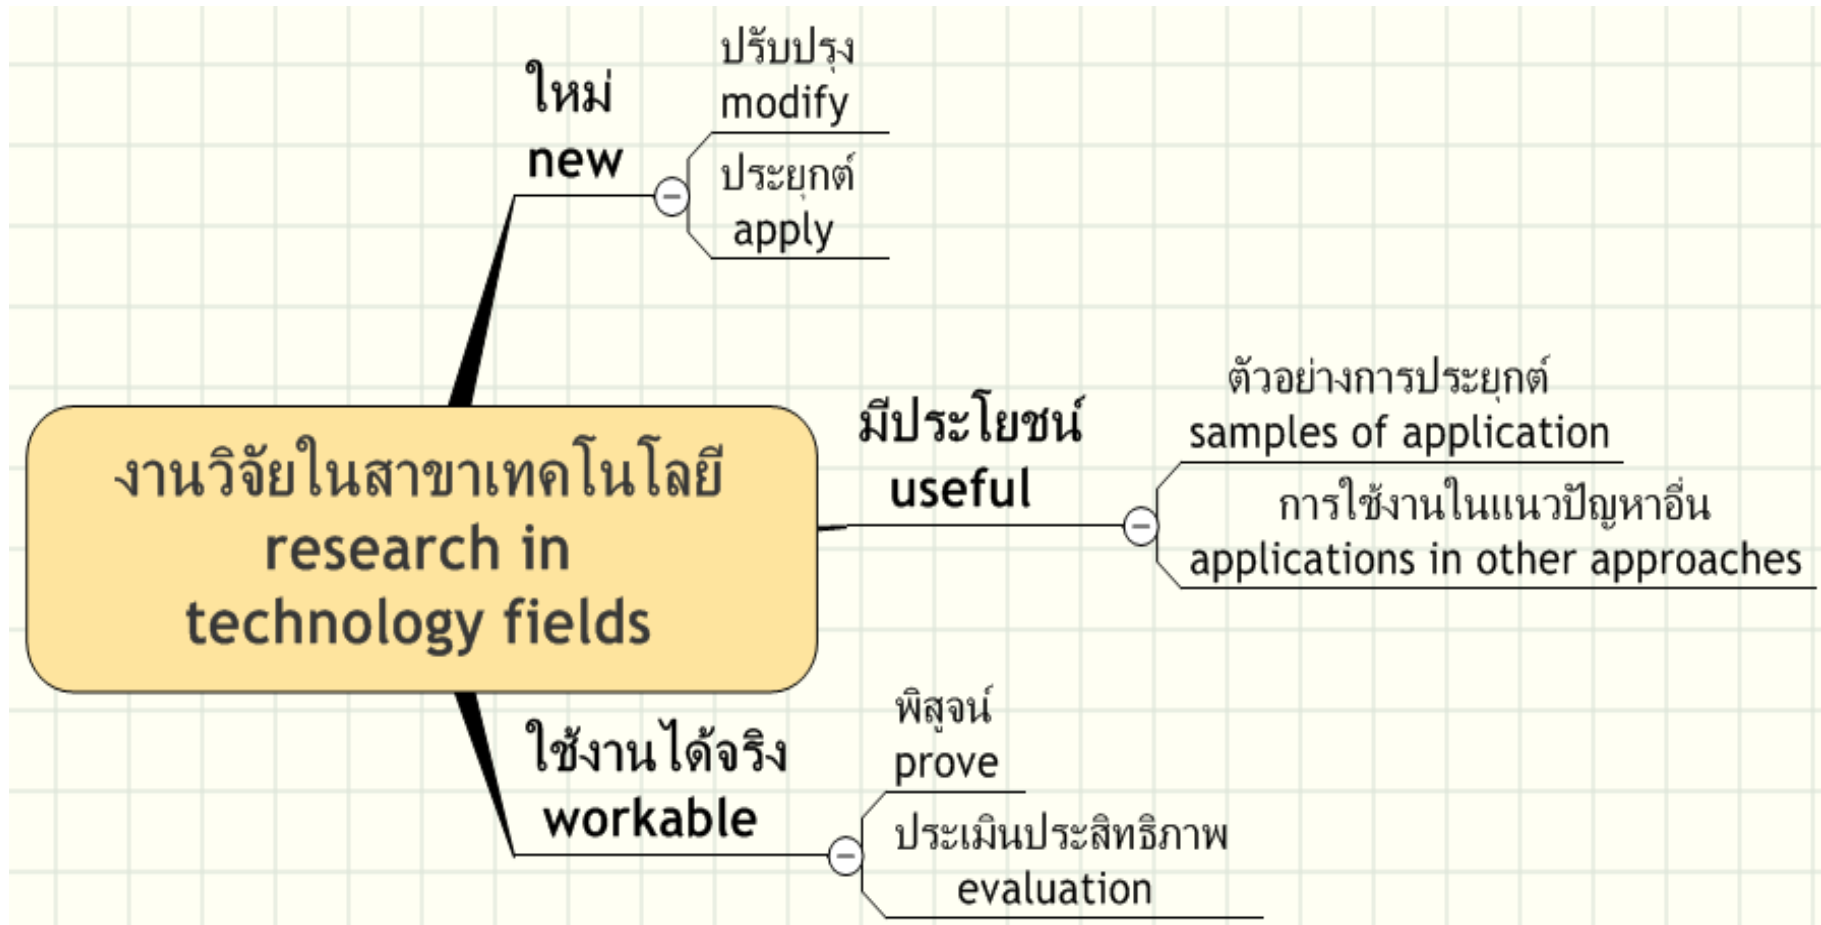 ใหม่
new
ปรับปรุง
modify
ประยุกต์
apply
งานวิจัยในสาขาเทคโนโลยี
research in
technology fields
มีประโยชน์
useful
ตัวอย่างการประยุกต์
samples of application
การใช้งานในแนวปัญหาอื่น
applications in other approaches
ใช้งานได้จริง
workable
พิสูจน์
prove
ประเมินประสิทธิภาพ
evaluation